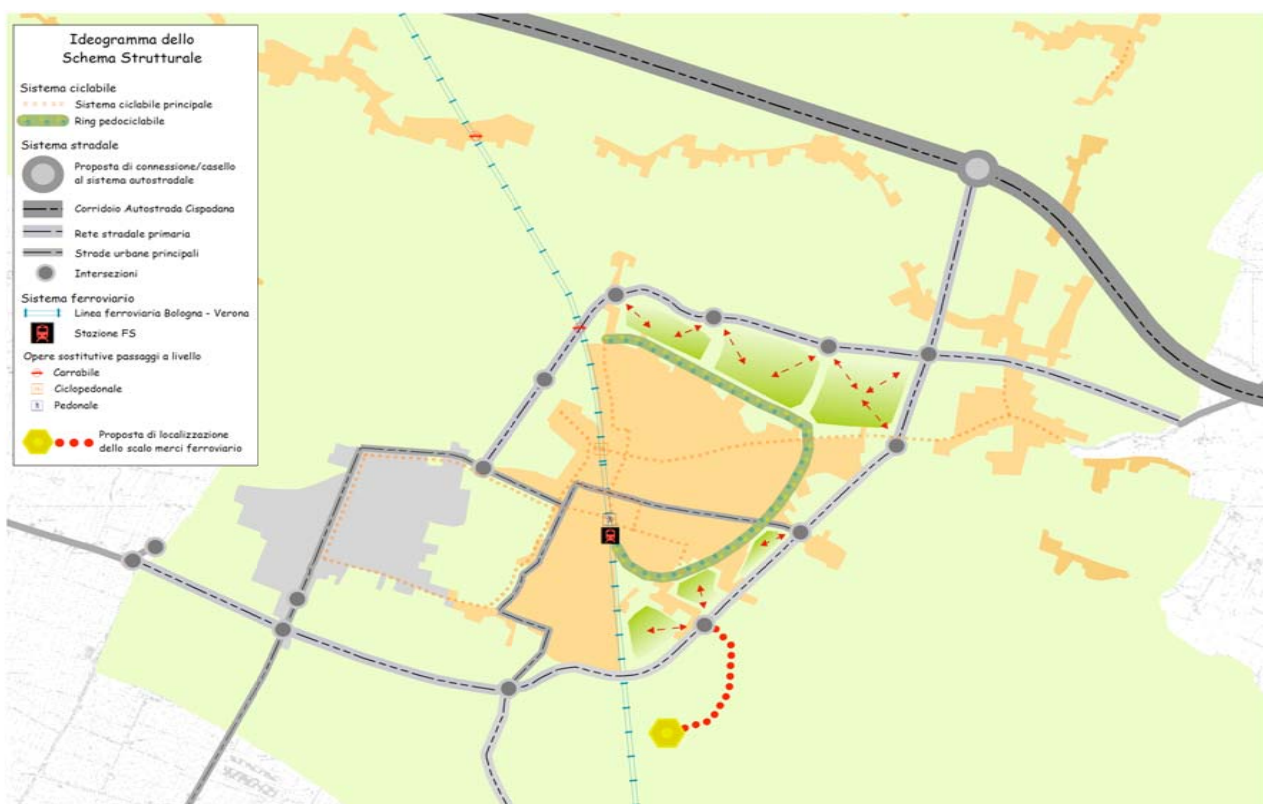 Ideogramma dello
Schema Strutturale
Sistema ciclabile
Sistema ciclabile principale
Ring pedociclabile
Sistema stradale
Proposta di connessione/casello
al sistema autostradale
Corridoio Autostrada Cispadana
Rete stradale primaria
Strade urbane principali
Intersezioni
Sistema ferroviario
Linea ferroviaria Bologna - Verona
Stazione FS
Opere sostitutive passaggi a livello
Carrabile
Ciclopedonale
Pedonale
Proposta di localizzazione
dello scalo merci ferroviario